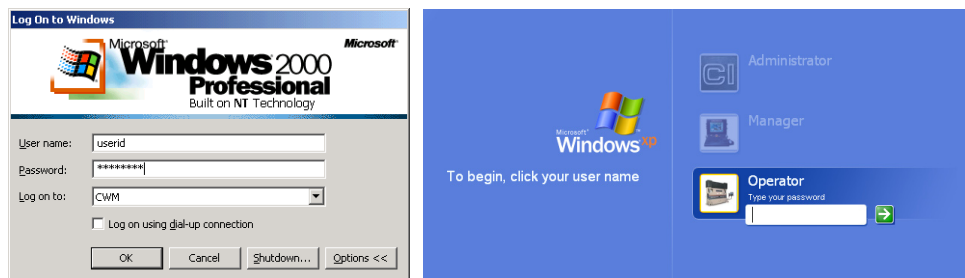 Log On to Windows
Microsoft
Microsoft
Windows 2000
Professional
Built on NT Technology
User name:
userid
Password:
********
Log on to:
CWM
Log on using dial-up connection
OK
Cancel
Shutdown...
Options <<
Microsoft
Windows xp
To begin, click your user name
CI
Administrator
Manager
Operator
Type your password